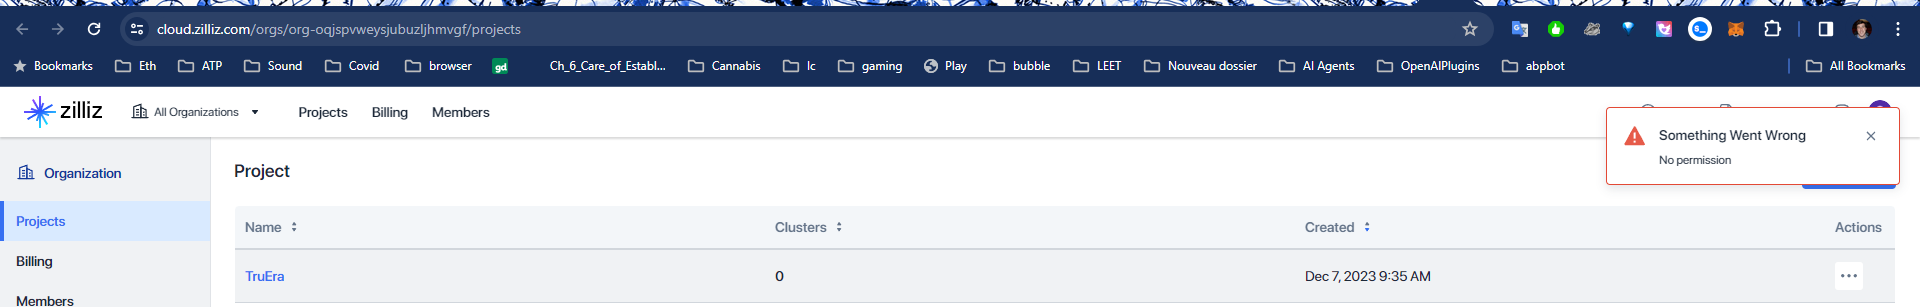 cloud.zilliz.com/orgs/org-oqjspvweysjubuzljhmvgf/projects
Bookmarks Eth ATP Sound Covid browser gd Ch_6_Care_of_Establ... Cannabis lc gaming Play bubble LEET Nouveau dossier AI Agents OpenAIPlugins abpbot All Bookmarks
zilliz All Organizations Projects Billing Members
Something Went Wrong
No permission
Organization
Project
Projects
Name Clusters Created Actions
Billing
TruEra 0 Dec 7, 2023 9:35 AM
Members